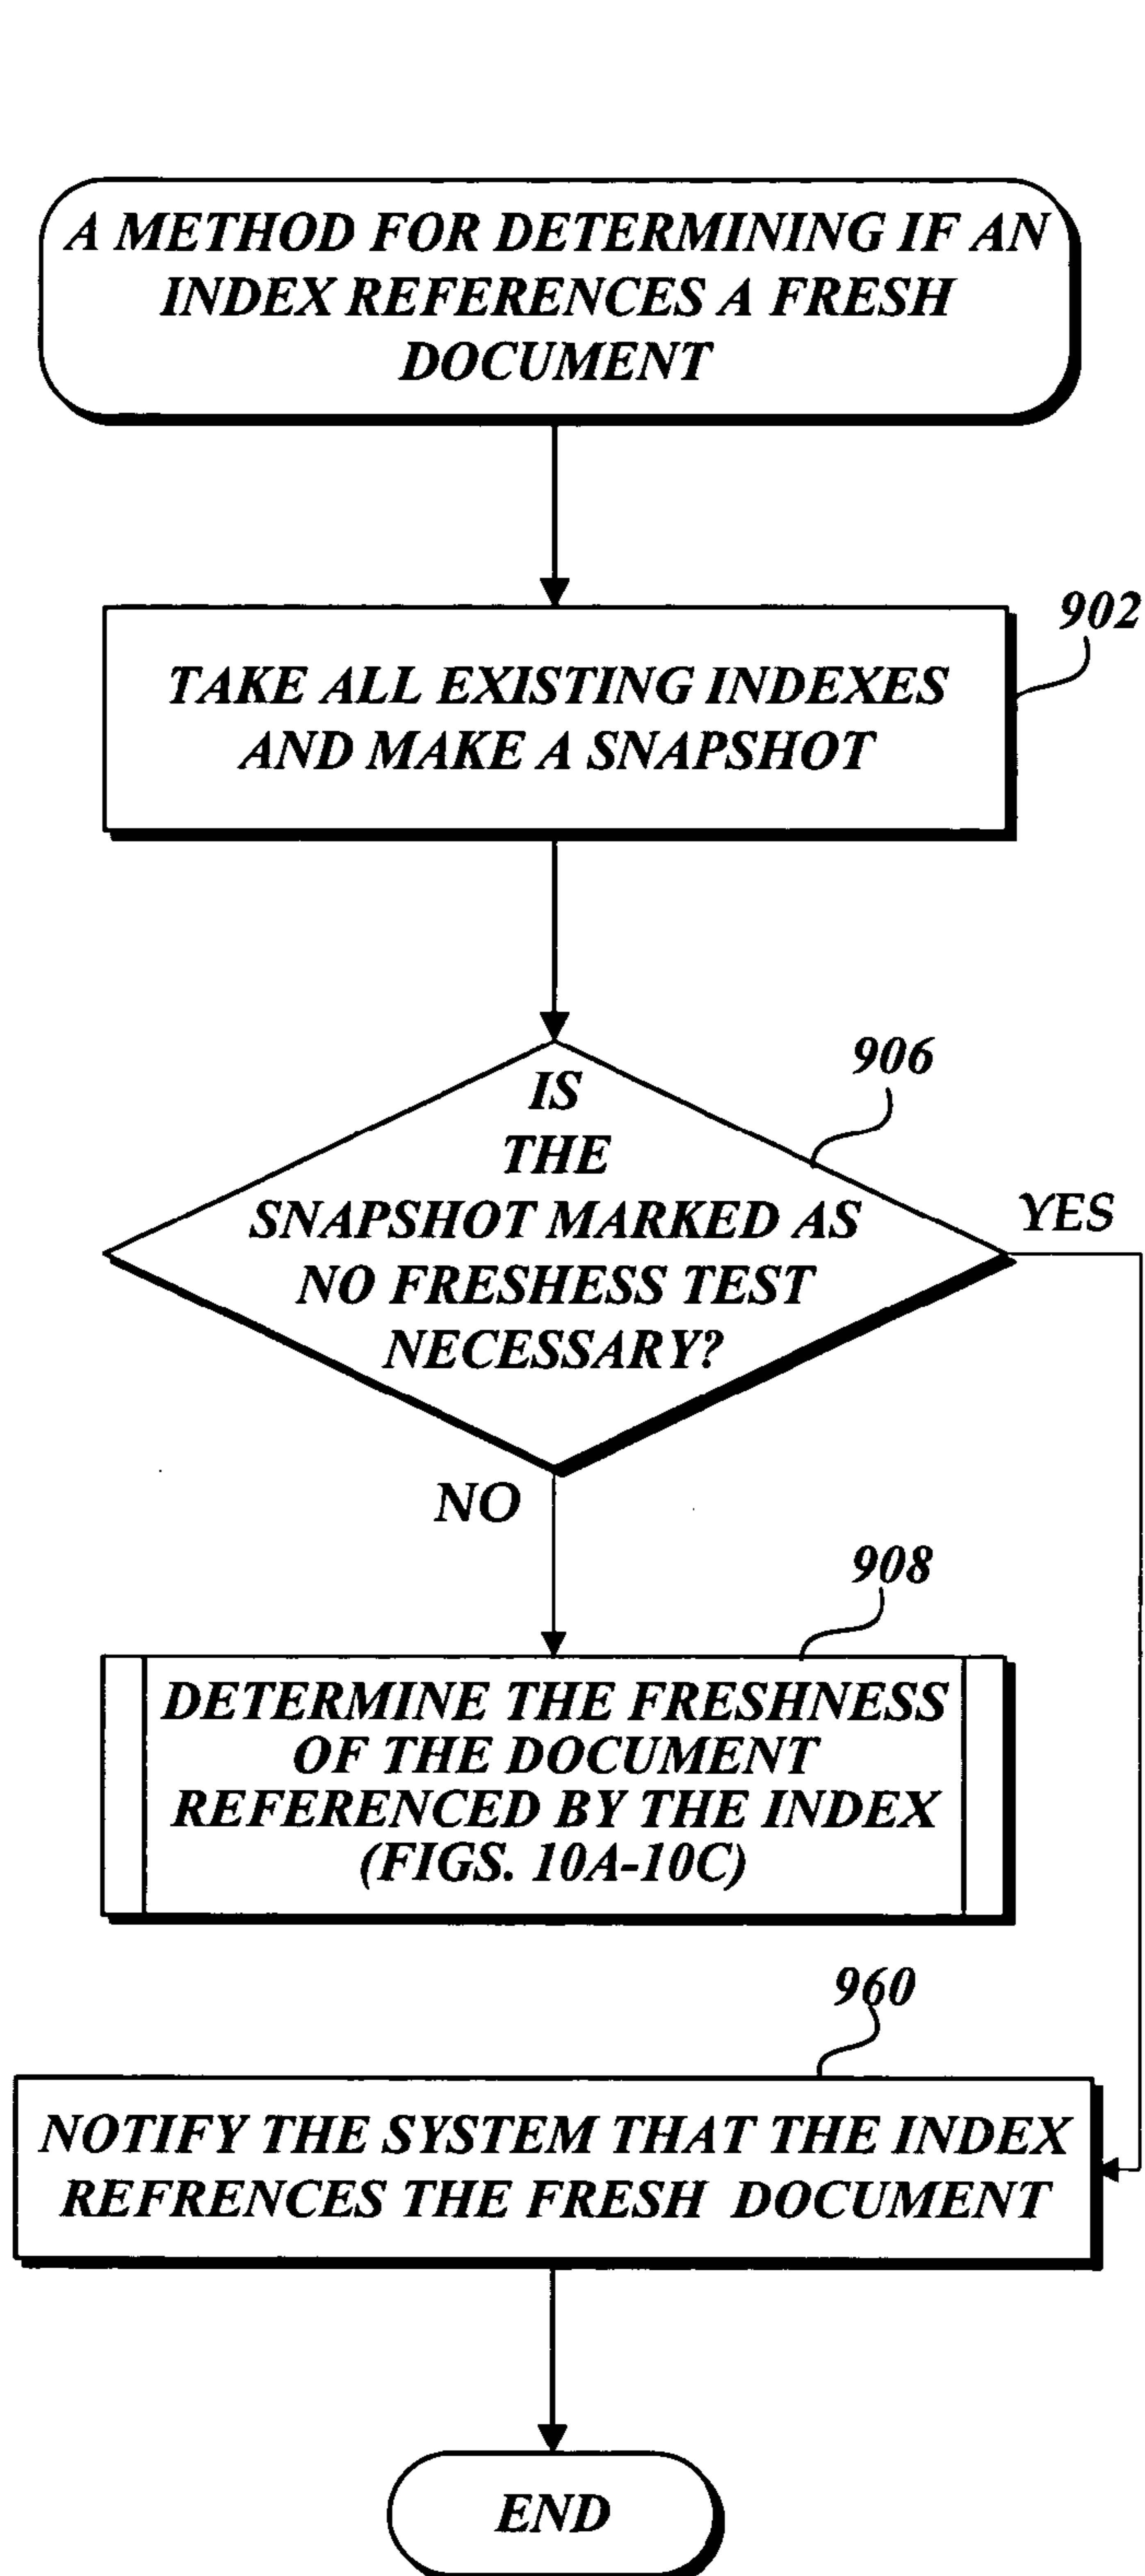 A METHOD FOR DETERMINING IF AN
INDEX REFERENCES A FRESH
DOCUMENT
902
TAKE ALL EXISTING INDEXES
AND MAKE A SNAPSHOT
906
IS
THE
SNAPSHOT MARKED AS
NO FRESHESS TEST
NECESSARY?
YES
NO
908
DETERMINE THE FRESHNESS
OF THE DOCUMENT
REFERENCED BY THE INDEX
(FIGS. 10A-10C)
960
NOTIFY THE SYSTEM THAT THE INDEX
REFRENCES THE FRESH DOCUMENT
END